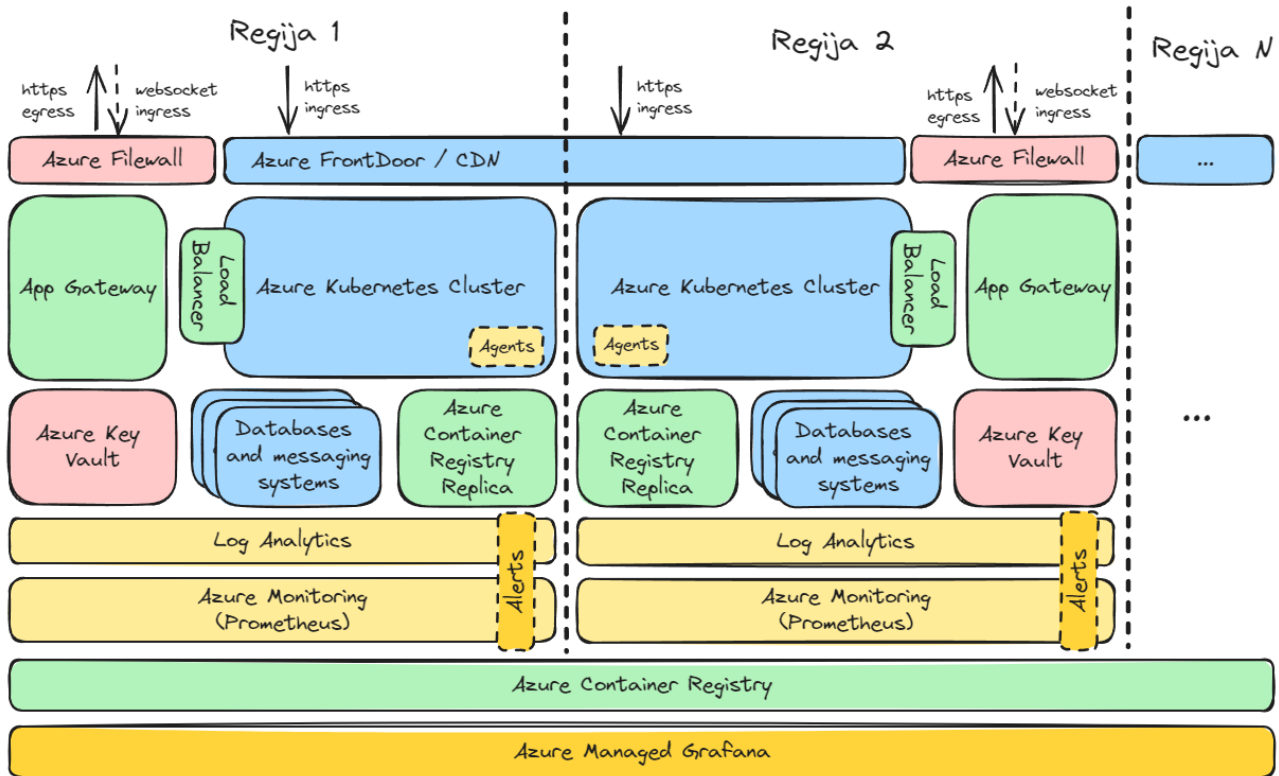 Regija 1
Regija 2
Regija N
https
egress
websocket
ingress
https
ingress
https
ingress
https
egress
websocket
ingress
Azure Filewall
Azure FrontDoor / CDN
Azure Filewall
...
App Gateway
Load
Balancer
Azure Kubernetes Cluster
Agents
Azure Kubernetes Cluster
Agents
Load
Balancer
App Gateway
Azure Key
Vault
Databases
and messaging
systems
Azure
Container
Registry
Replica
Azure
Container
Registry
Replica
Databases
and messaging
systems
Azure Key
Vault
...
Log Analytics
Alerts
Log Analytics
Alerts
Azure Monitoring
(Prometheus)
Azure Monitoring
(Prometheus)
Azure Container Registry
Azure Managed Grafana